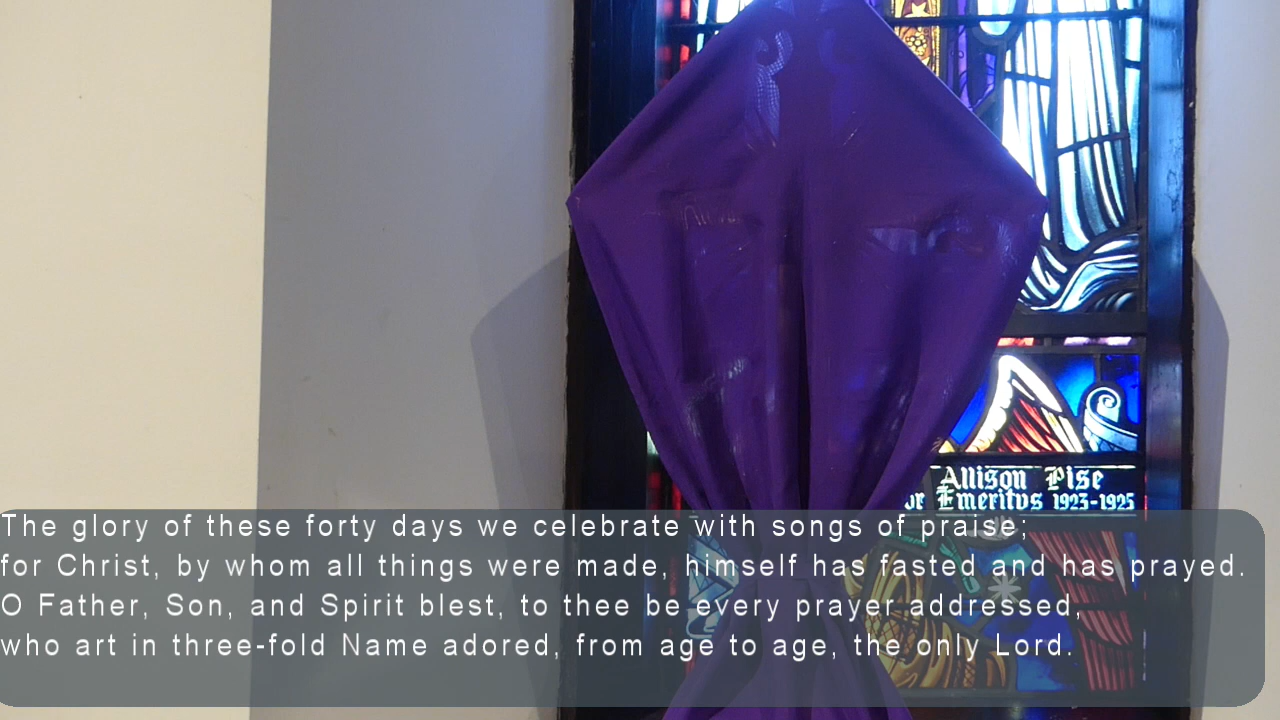 Allison Pise
Emeritvs 1923-1925
The glory of these forty days we celebrate with songs of praise;
for Christ, by whom all things were made, himself has fasted and has prayed.
O Father, Son, and Spirit blest, to thee be every prayer addressed,
who art in three-fold Name adored, from age to age, the only Lord.